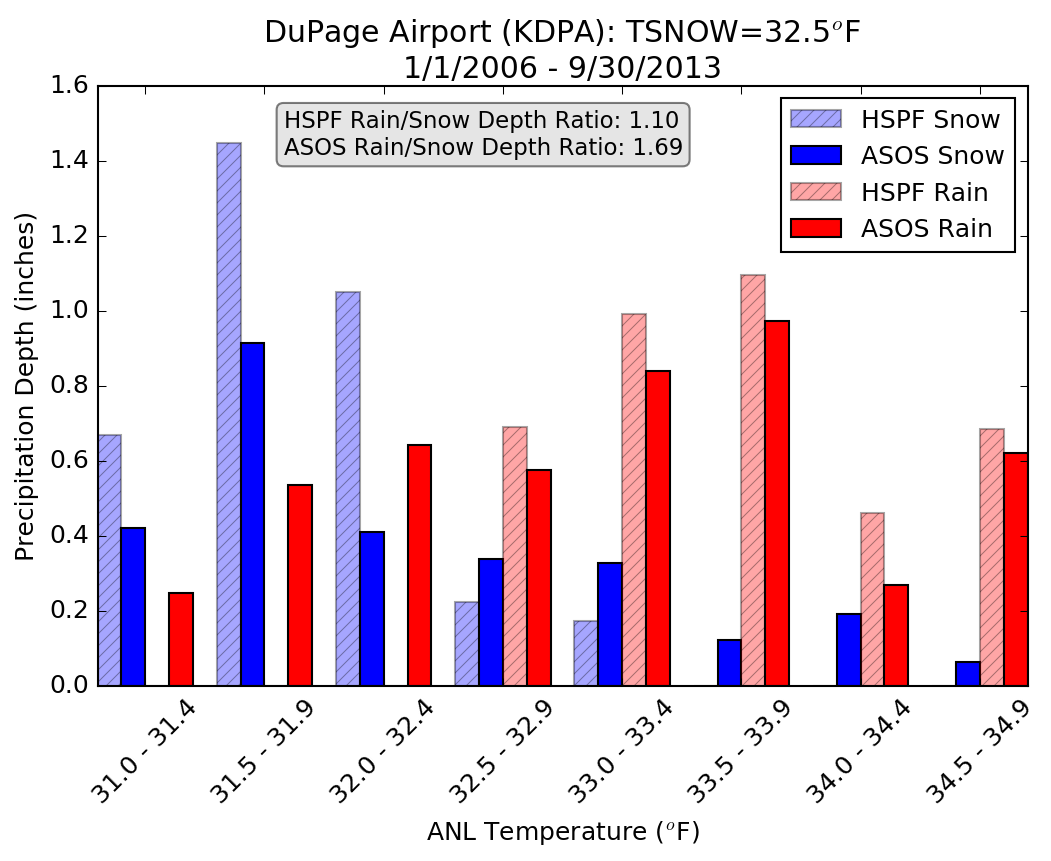 DuPage Airport (KDPA): TSNOW=32.5°F
1/1/2006 - 9/30/2013
HSPF Rain/Snow Depth Ratio: 1.10
ASOS Rain/Snow Depth Ratio: 1.69
HSPF Snow
ASOS Snow
HSPF Rain
ASOS Rain
Precipitation Depth (inches)
1.6
1.4
1.2
1.0
0.8
0.6
0.4
0.2
0.0
31.0 - 31.4
31.5 - 31.9
32.0 - 32.4
32.5 - 32.9
33.0 - 33.4
33.5 - 33.9
34.0 - 34.4
34.5 - 34.9
ANL Temperature (°F)